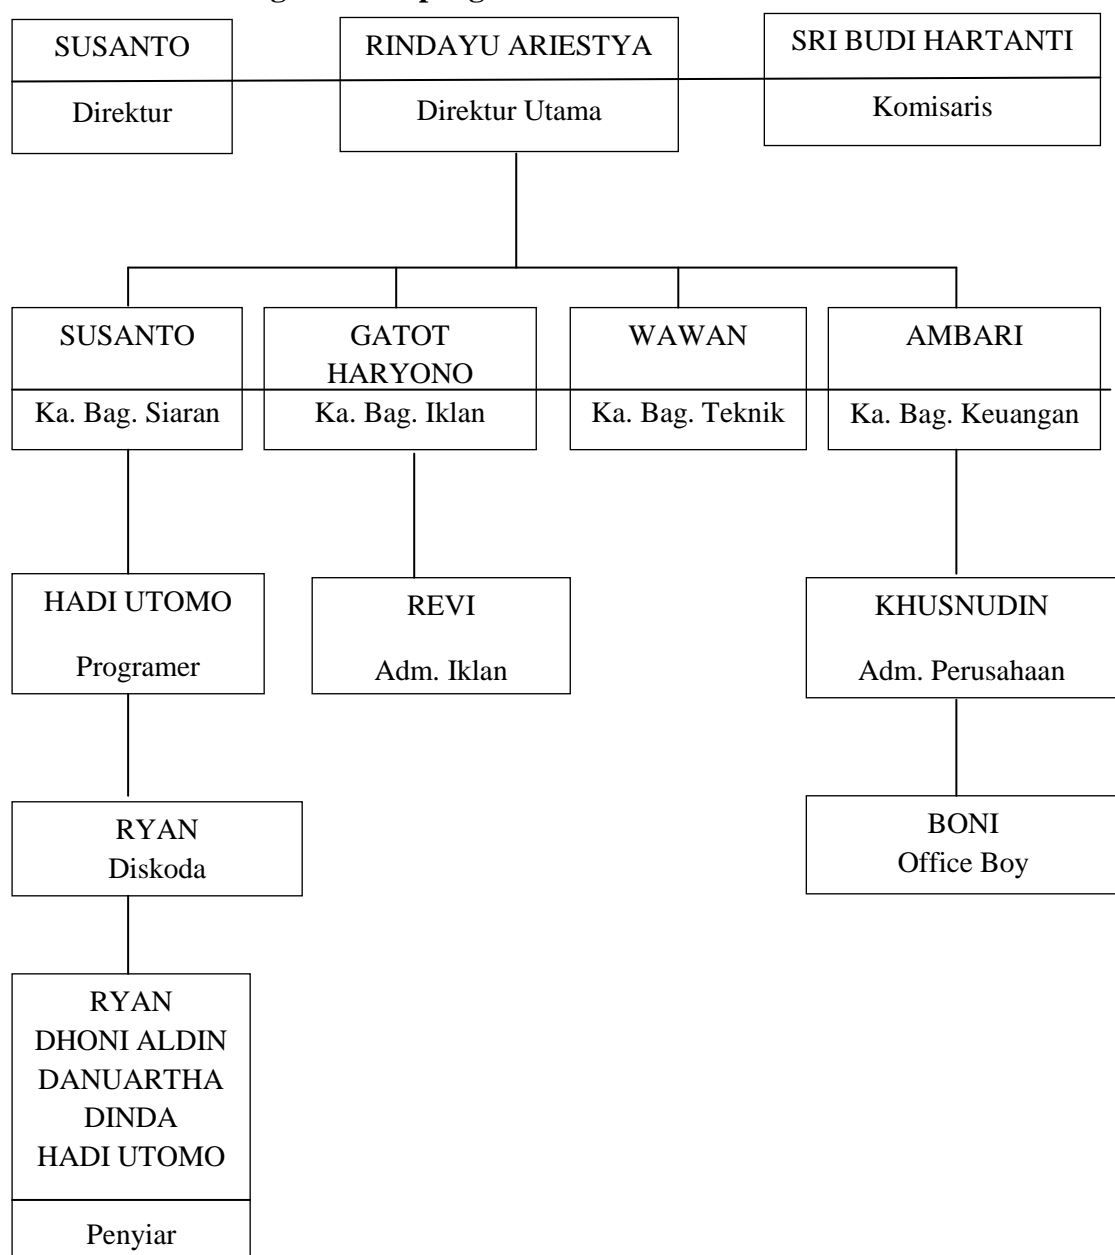 SUSANTO
Direktur
RINDAYU ARIESTYA
Direktur Utama
SRI BUDI HARTANTI
Komisaris
SUSANTO
Ka. Bag. Siaran
GATOT
HARYONO
Ka. Bag. Iklan
WAWAN
Ka. Bag. Teknik
AMBARI
Ka. Bag. Keuangan
HADI UTOMO
Programer
REVI
Adm. Iklan
KHUSNUDIN
Adm. Perusahaan
RYAN
Diskoda
BONI
Office Boy
RYAN
DHONI ALDIN
DANUARTHA
DINDA
HADI UTOMO
Penyiar